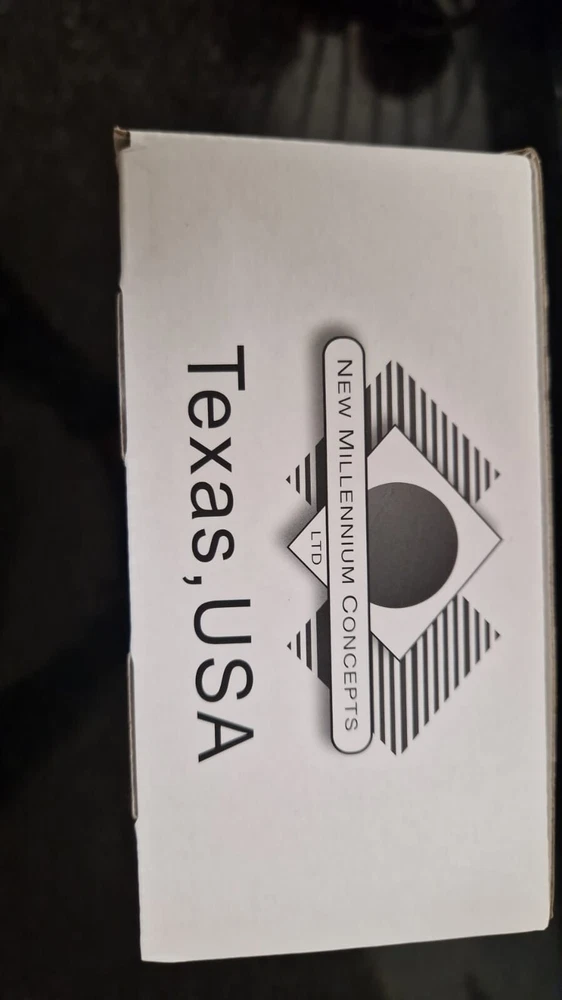 NEW MILLENNIUM CONCEPTS
LTD
Texas, USA